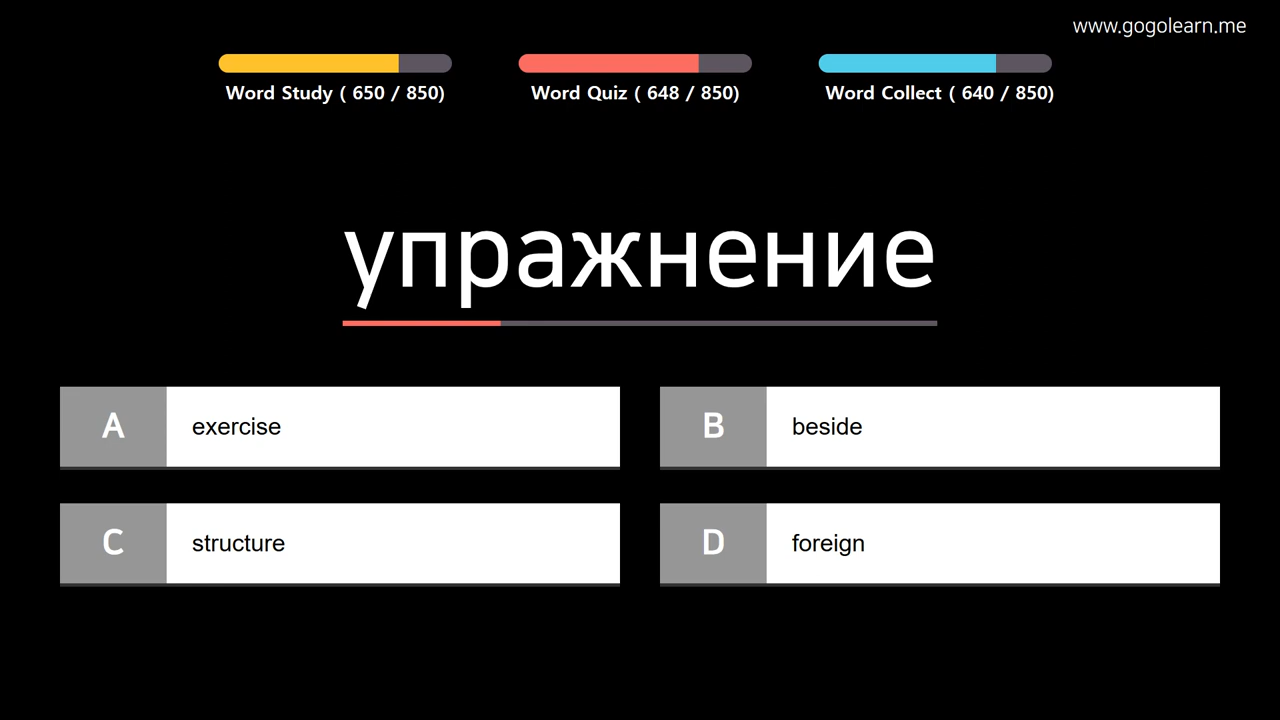 www.gogolearn.me
Word Study ( 650 / 850)
Word Quiz ( 648 / 850)
Word Collect ( 640 / 850)
упражнение
A exercise
B beside
C structure
D foreign